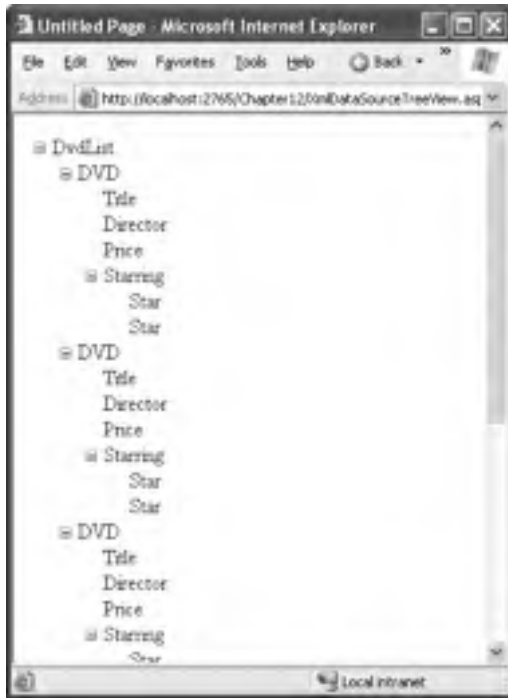 Untitled Page - Microsoft Internet Explorer
File Edit View Favorites Tools Help Back »
Address http://localhost:2765/Chapter12/XmlDataSourceTreeView.asp
DvdList
DVD
Title
Director
Price
Starring
Star
Star
DVD
Title
Director
Price
Starring
Star
Star
DVD
Title
Director
Price
Starring
Star
Local intranet